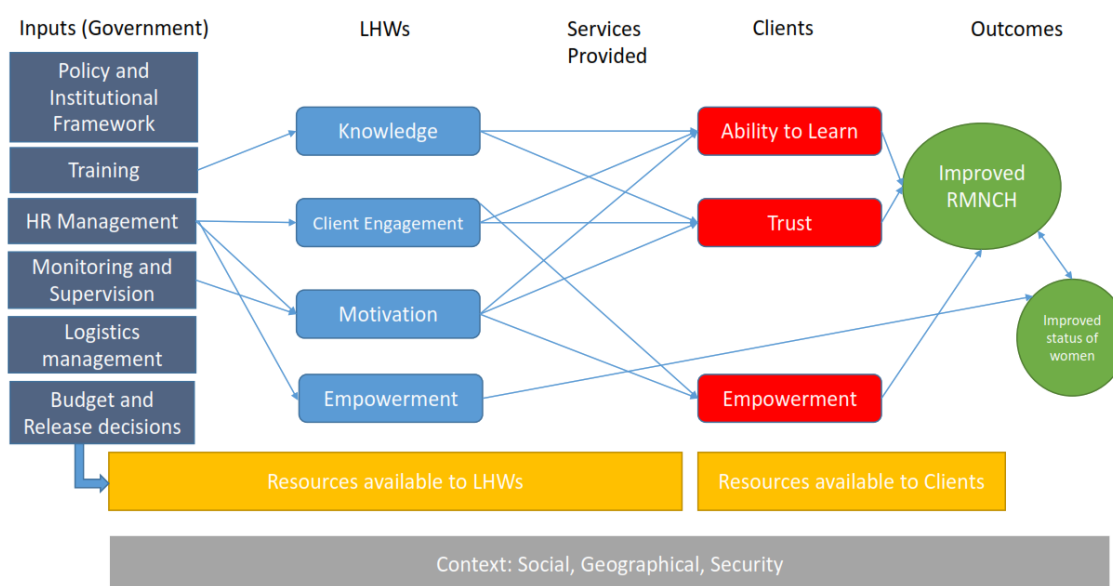 Inputs (Government)
LHWs
Services
Provided
Clients
Outcomes
Policy and
Institutional
Framework
Training
HR Management
Monitoring and
Supervision
Logistics
management
Budget and
Release decisions
Knowledge
Client Engagement
Motivation
Empowerment
Ability to Learn
Trust
Empowerment
Improved
RMNCH
Improved
status of
women
Resources available to LHWs
Resources available to Clients
Context: Social, Geographical, Security